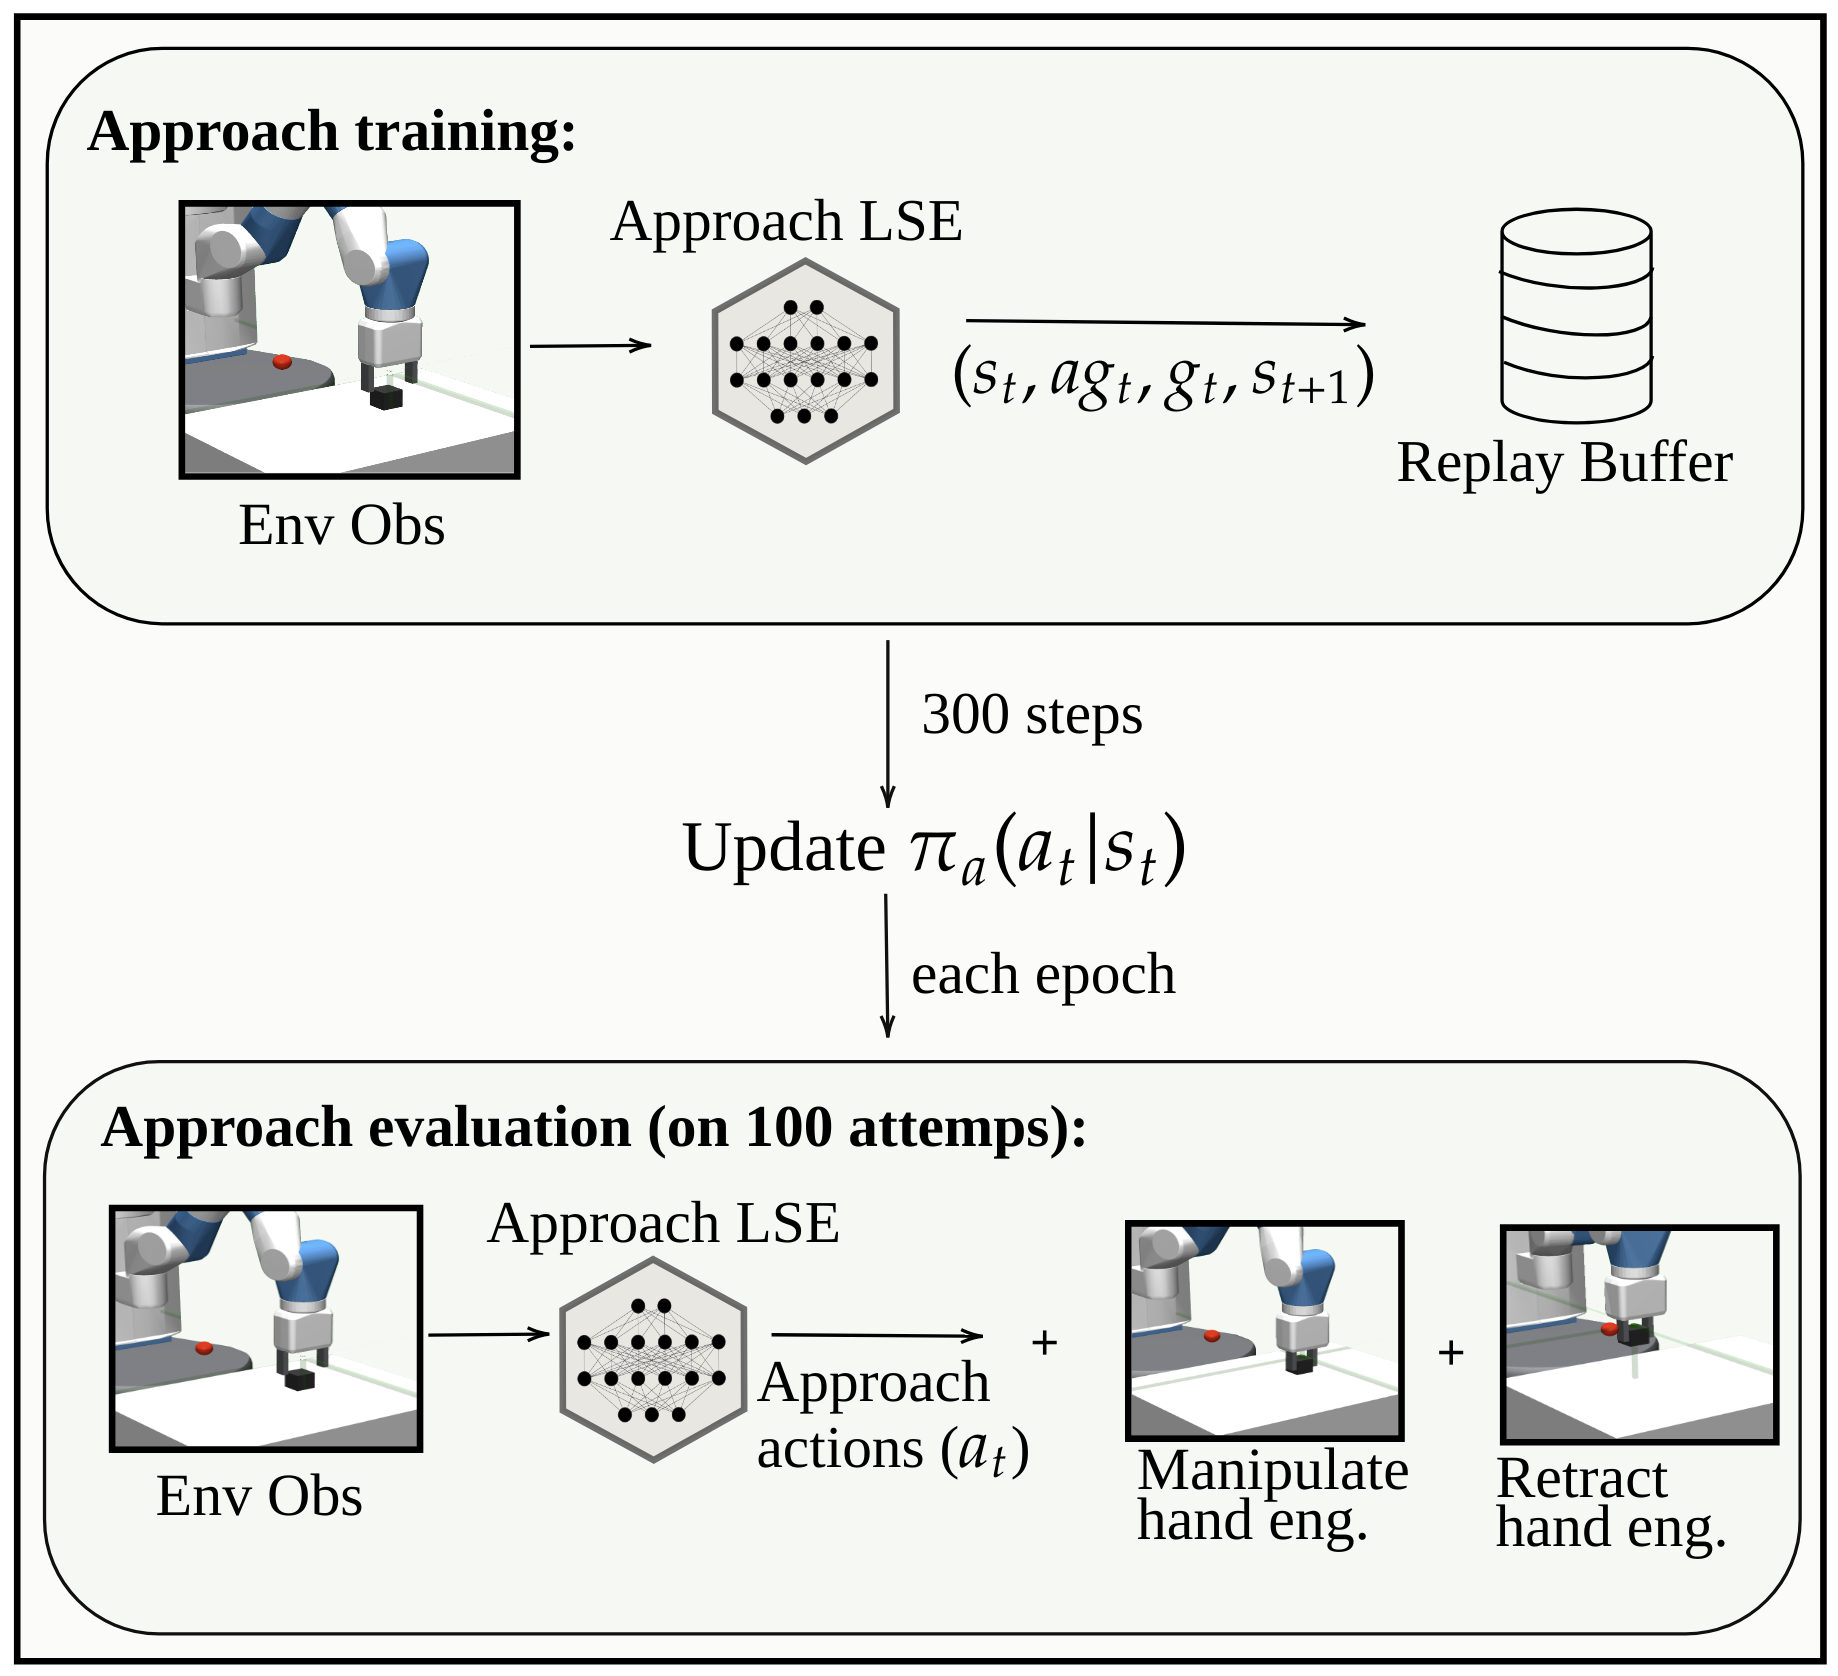 Approach training:
Approach LSE
(s_t, ag_t, g_t, s_{t+1})
Replay Buffer
Env Obs
300 steps
Update π_a(a_t|s_t)
each epoch
Approach evaluation (on 100 attemps):
Approach LSE
Env Obs
Approach
actions (a_t)
+
Manipulate
hand eng.
+
Retract
hand eng.